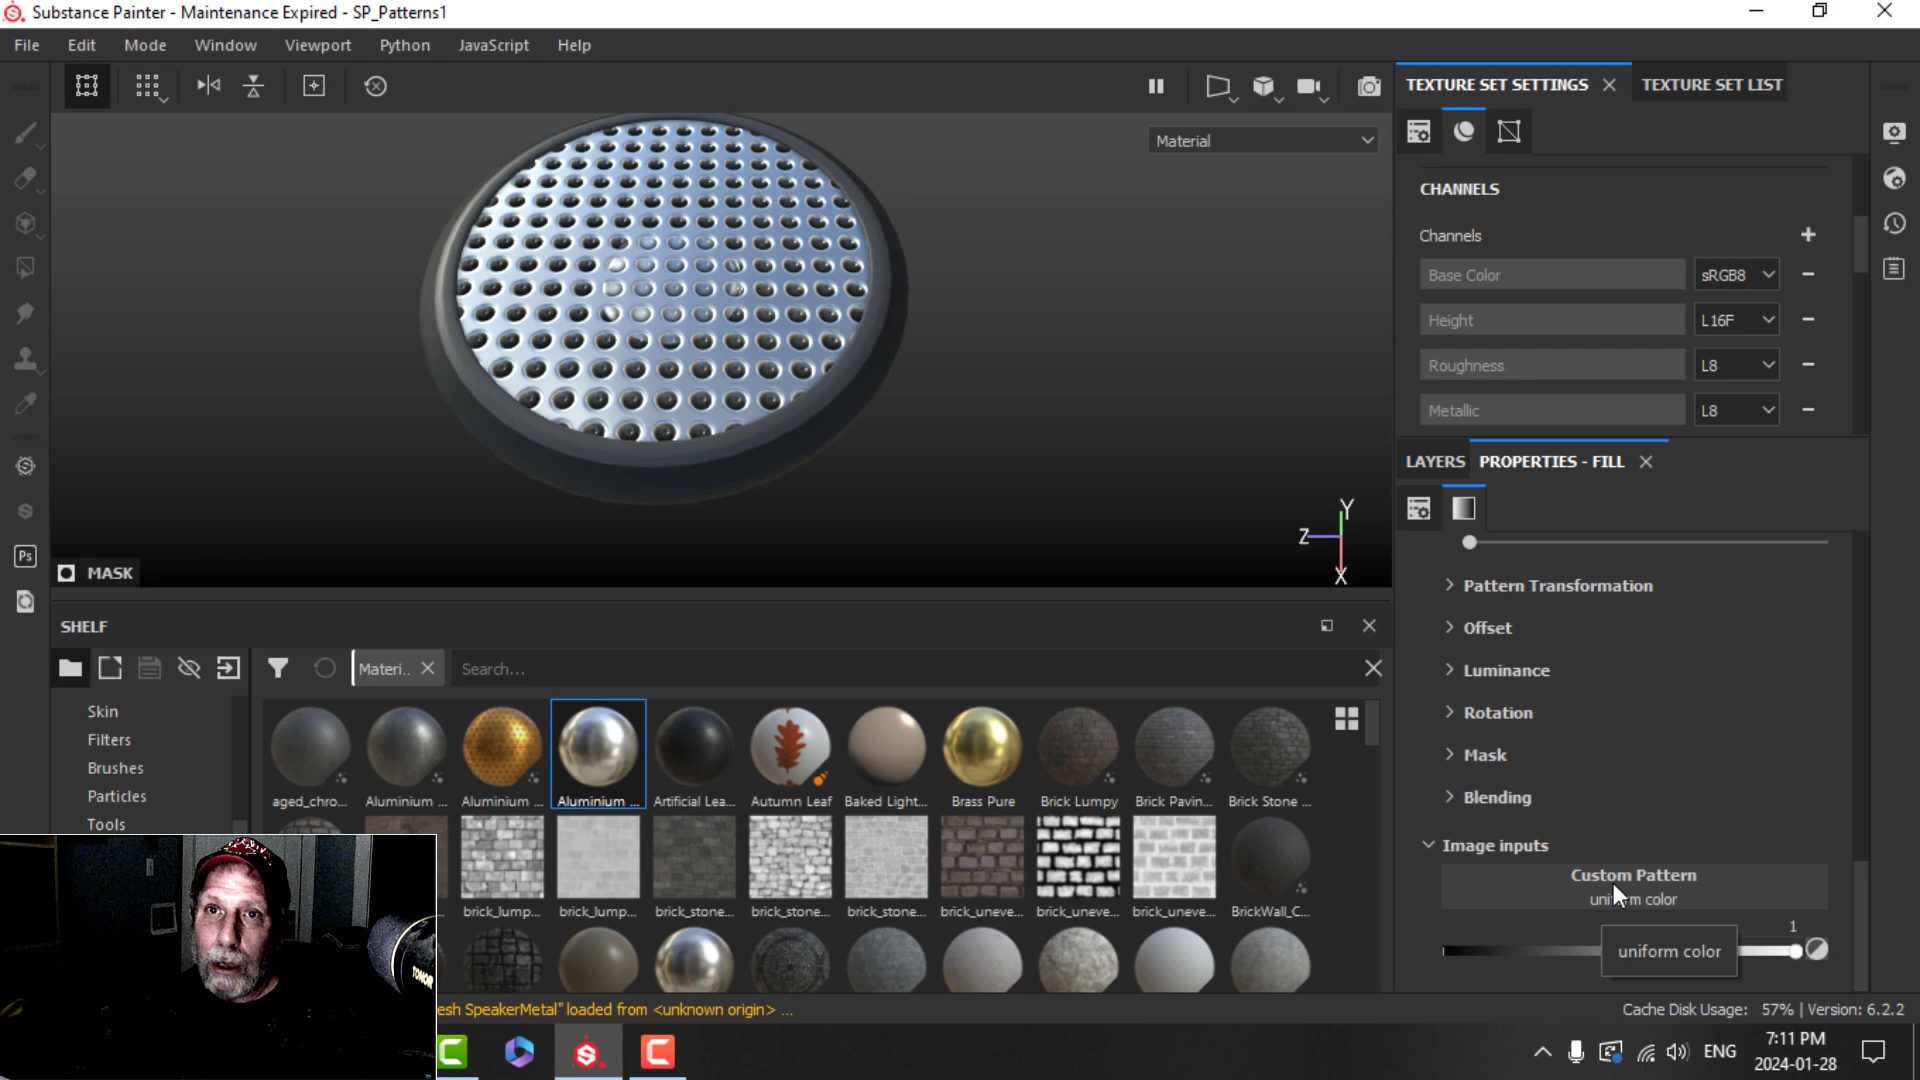 Substance Painter - Maintenance Expired - SP_Patterns1
File Edit Mode Window Viewport Python JavaScript Help
Material
MASK
Y
Z
X
TEXTURE SET SETTINGS
TEXTURE SET LIST
CHANNELS
Channels
Base Color sRGB8
Height L16F
Roughness L8
Metallic L8
LAYERS PROPERTIES - FILL
Pattern Transformation
Offset
Luminance
Rotation
Mask
Blending
Image inputs
Custom Pattern
uniform color
1
uniform color
SHELF
Materi..
Search...
Skin
Filters
Brushes
Particles
Tools
aged_chro... Aluminium ... Aluminium ... Aluminium ... Artificial Lea... Autumn Leaf Baked Light... Brass Pure Brick Lumpy Brick Pavin... Brick Stone ...
brick_lump... brick_lump... brick_stone... brick_stone... brick_stone... brick_uneve... brick_uneve... brick_uneve... BrickWall_C...
esh SpeakerMetal" loaded from <unknown origin> ...
Cache Disk Usage: 57% | Version: 6.2.2
Ps
TONOR
ENG
7:11 PM
2024-01-28